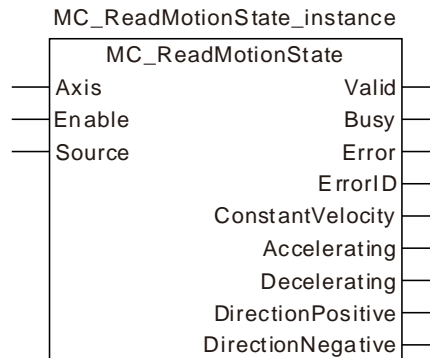 MC_ReadMotionState_instance
MC_ReadMotionState
Axis Valid
Enable Busy
Source Error
ErrorID
ConstantVelocity
Accelerating
Decelerating
DirectionPositive
DirectionNegative